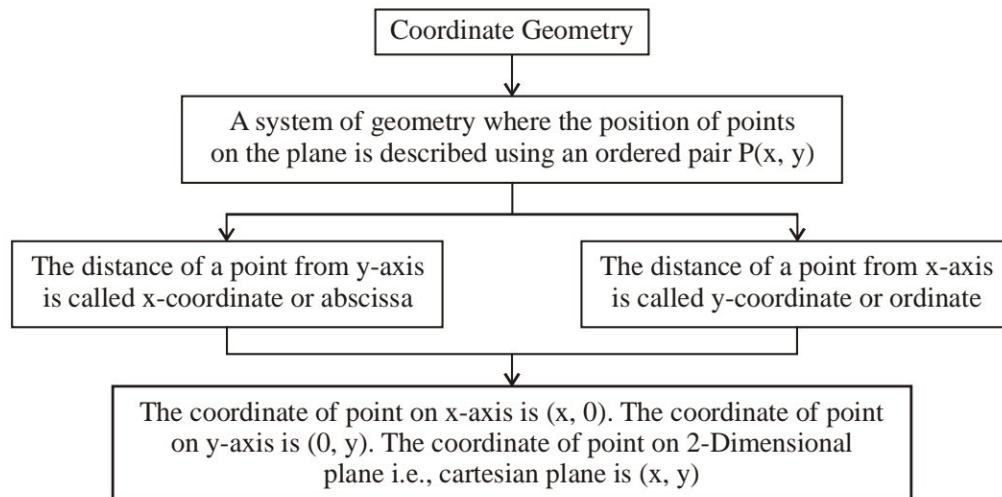 Coordinate Geometry
A system of geometry where the position of points
on the plane is described using an ordered pair P(x, y)
The distance of a point from y-axis
is called x-coordinate or abscissa
The distance of a point from x-axis
is called y-coordinate or ordinate
The coordinate of point on x-axis is (x, 0). The coordinate of point
on y-axis is (0, y). The coordinate of point on 2-Dimensional
plane i.e., cartesian plane is (x, y)